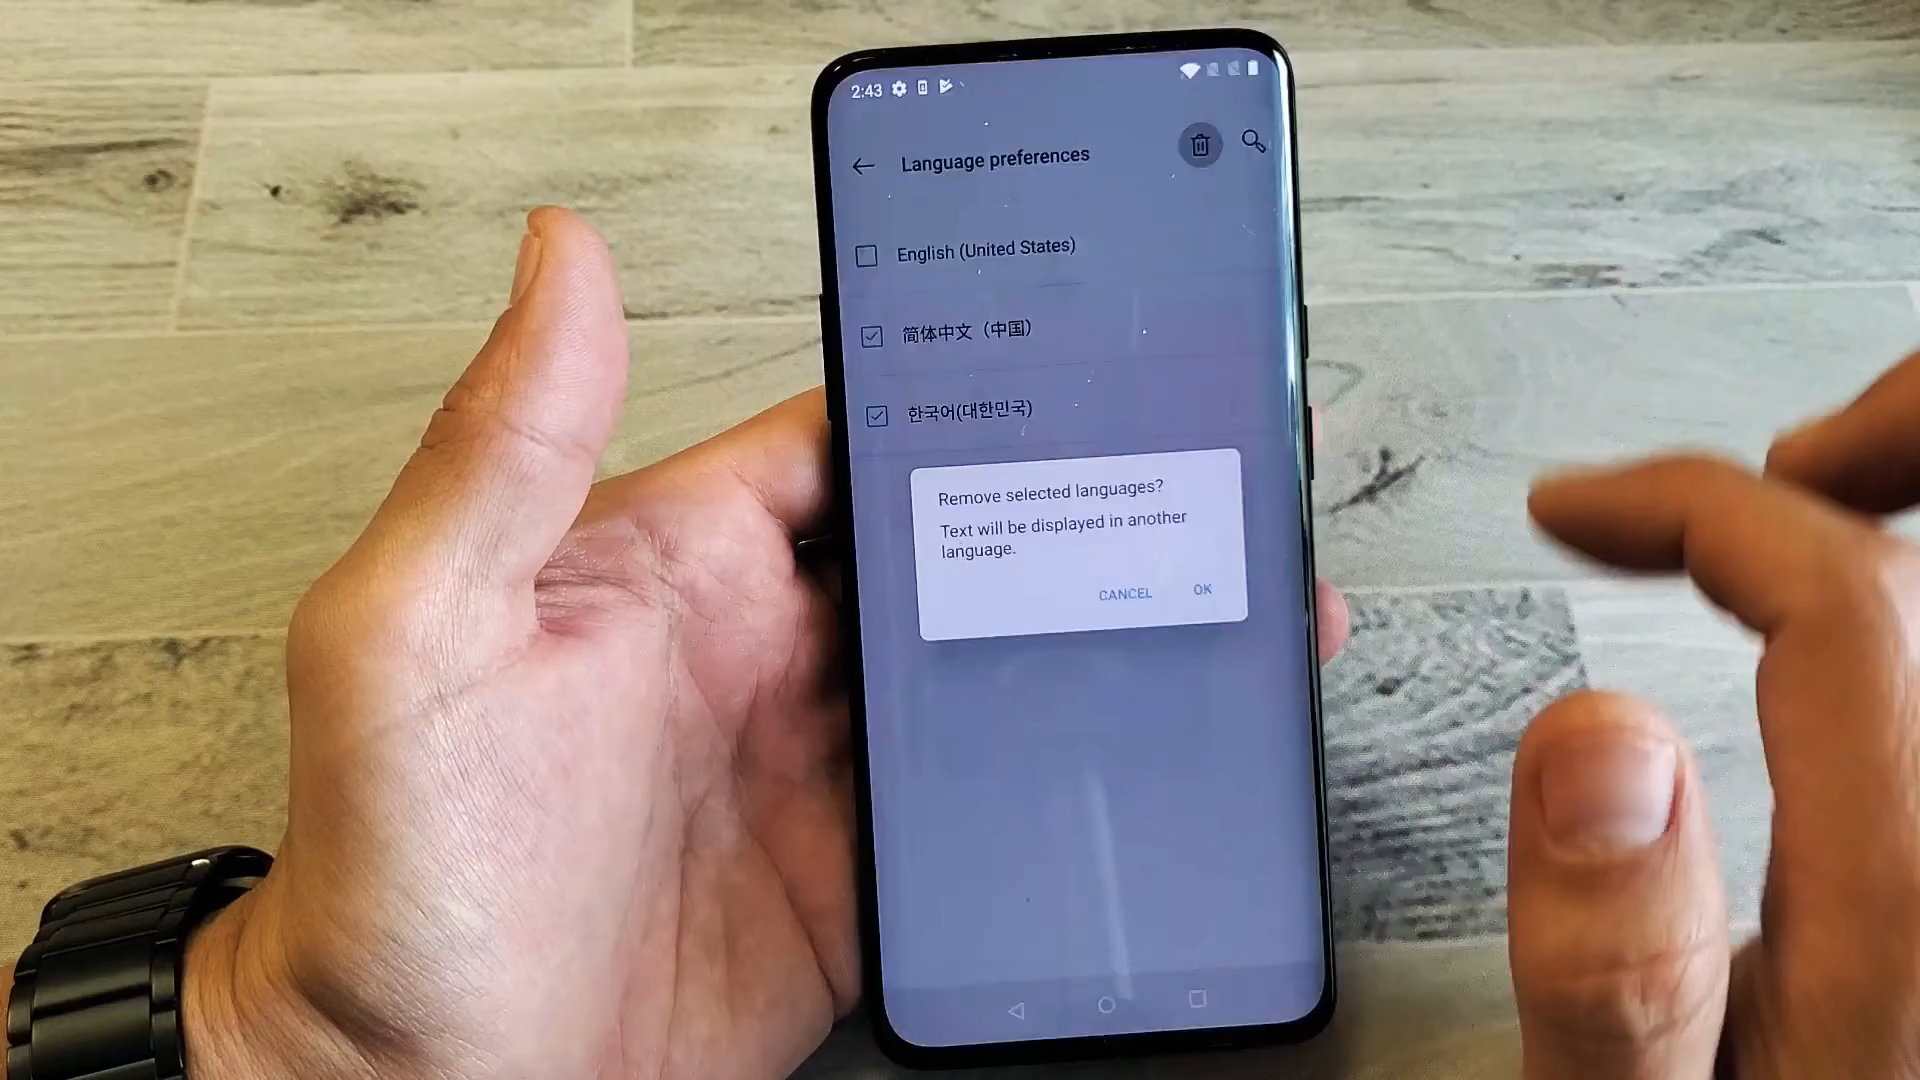 2:43
Language preferences
English (United States)
简体中文（中国）
한국어(대한민국)
Remove selected languages?
Text will be displayed in another
language.
CANCEL OK